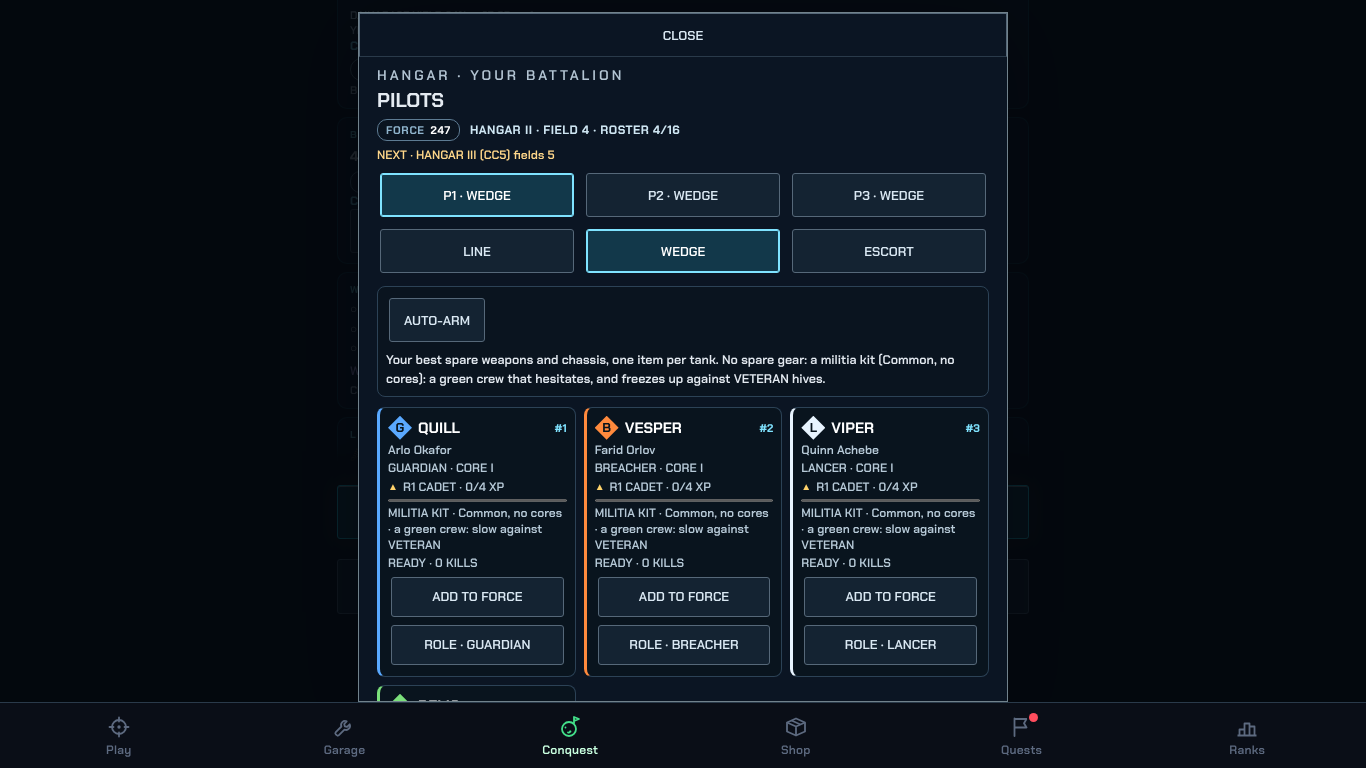 CLOSE
HANGAR · YOUR BATTALION
PILOTS
FORCE 247 HANGAR II · FIELD 4 · ROSTER 4/16
NEXT · HANGAR III (CC5) fields 5
P1 · WEDGE
P2 · WEDGE
P3 · WEDGE
LINE
WEDGE
ESCORT
AUTO-ARM
Your best spare weapons and chassis, one item per tank. No spare gear: a militia kit (Common, no
cores): a green crew that hesitates, and freezes up against VETERAN hives.
G QUILL #1
Arlo Okafor
GUARDIAN · CORE I
▲ R1 CADET · 0/4 XP
MILITIA KIT · Common, no cores
· a green crew: slow against
VETERAN
READY · 0 KILLS
ADD TO FORCE
ROLE · GUARDIAN
B VESPER #2
Farid Orlov
BREACHER · CORE I
▲ R1 CADET · 0/4 XP
MILITIA KIT · Common, no cores
· a green crew: slow against
VETERAN
READY · 0 KILLS
ADD TO FORCE
ROLE · BREACHER
L VIPER #3
Quinn Achebe
LANCER · CORE I
▲ R1 CADET · 0/4 XP
MILITIA KIT · Common, no cores
· a green crew: slow against
VETERAN
READY · 0 KILLS
ADD TO FORCE
ROLE · LANCER
Play
Garage
Conquest
Shop
Quests
Ranks